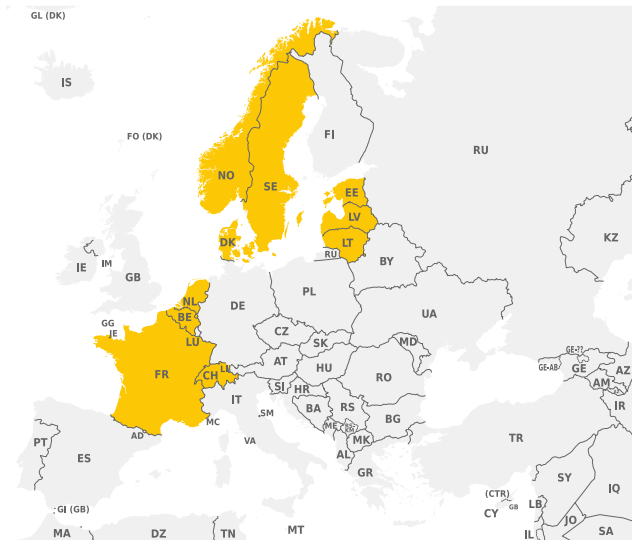 GL (DK)
IS
FO (DK)
FI
RU
NO
SE
EE
LV
KZ
DK
LT
RU
BY
IE
IM
GB
NL
DE
PL
BE
UA
GG
JE
LU
CZ
SK
MD
GE-??
FR
CH
LI
AT
HU
RO
GE-AB
GE
AZ
AM
SI
HR
IT
BA
RS
IR
SM
MC
ME
BG
PT
AD
VA
MK
TR
ES
AL
GR
SY
IQ
(CTR)
GI (GB)
CY
GB
LB
MA
DZ
TN
MT
IL
JO
SA